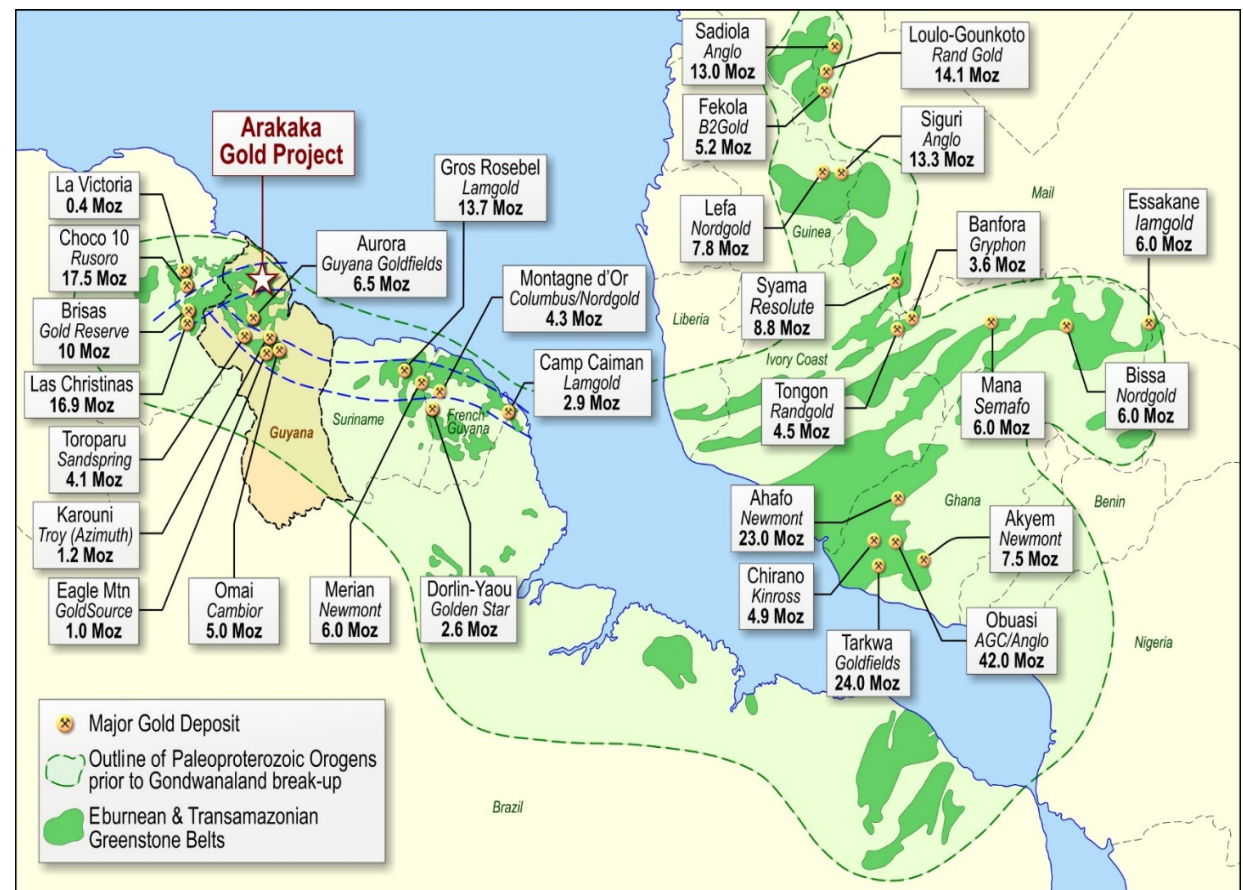 Arakaka
Gold Project
La Victoria
0.4 Moz
Choco 10
Rusoro
17.5 Moz
Brisas
Gold Reserve
10 Moz
Las Christinas
16.9 Moz
Toroparu
Sandspring
4.1 Moz
Karouni
Troy (Azimuth)
1.2 Moz
Eagle Mtn
GoldSource
1.0 Moz
Omai
Cambior
5.0 Moz
Aurora
Guyana Goldfields
6.5 Moz
Gros Rosebel
Lamgold
13.7 Moz
Montagne d'Or
Columbus/Nordgold
4.3 Moz
Camp Caiman
Lamgold
2.9 Moz
Merian
Newmont
6.0 Moz
Dorlin-Yaou
Golden Star
2.6 Moz
Guyana
Suriname
French
Guyana
Brazil
Sadiola
Anglo
13.0 Moz
Loulo-Gounkoto
Rand Gold
14.1 Moz
Fekola
B2Gold
5.2 Moz
Siguri
Anglo
13.3 Moz
Lefa
Nordgold
7.8 Moz
Guinea
Mail
Liberia
Ivory Coast
Syama
Resolute
8.8 Moz
Banfora
Gryphon
3.6 Moz
Essakane
Iamgold
6.0 Moz
Tongon
Randgold
4.5 Moz
Mana
Semafo
6.0 Moz
Bissa
Nordgold
6.0 Moz
Ahafo
Newmont
23.0 Moz
Ghana
Benin
Akyem
Newmont
7.5 Moz
Chirano
Kinross
4.9 Moz
Tarkwa
Goldfields
24.0 Moz
Obuasi
AGC/Anglo
42.0 Moz
Nigeria
Major Gold Deposit
Outline of Paleoproterozoic Orogens
prior to Gondwanaland break-up
Eburnean & Transamazonian
Greenstone Belts